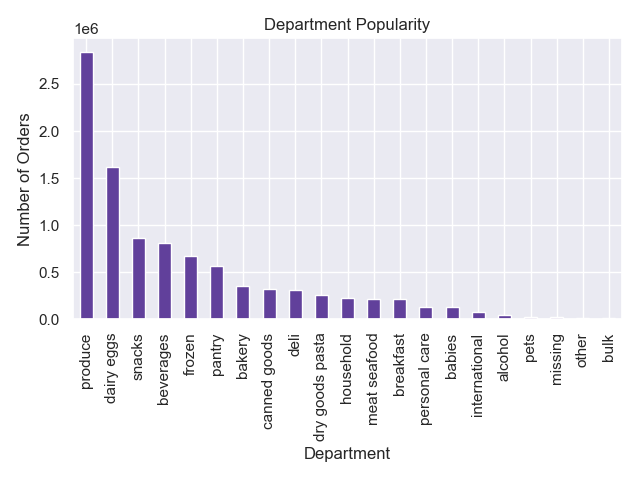 Department Popularity
1e6
2.5
2.0
1.5
1.0
0.5
0.0
Number of Orders
produce
dairy eggs
snacks
beverages
frozen
pantry
bakery
canned goods
deli
dry goods pasta
household
meat seafood
breakfast
personal care
babies
international
alcohol
pets
missing
other
bulk
Department